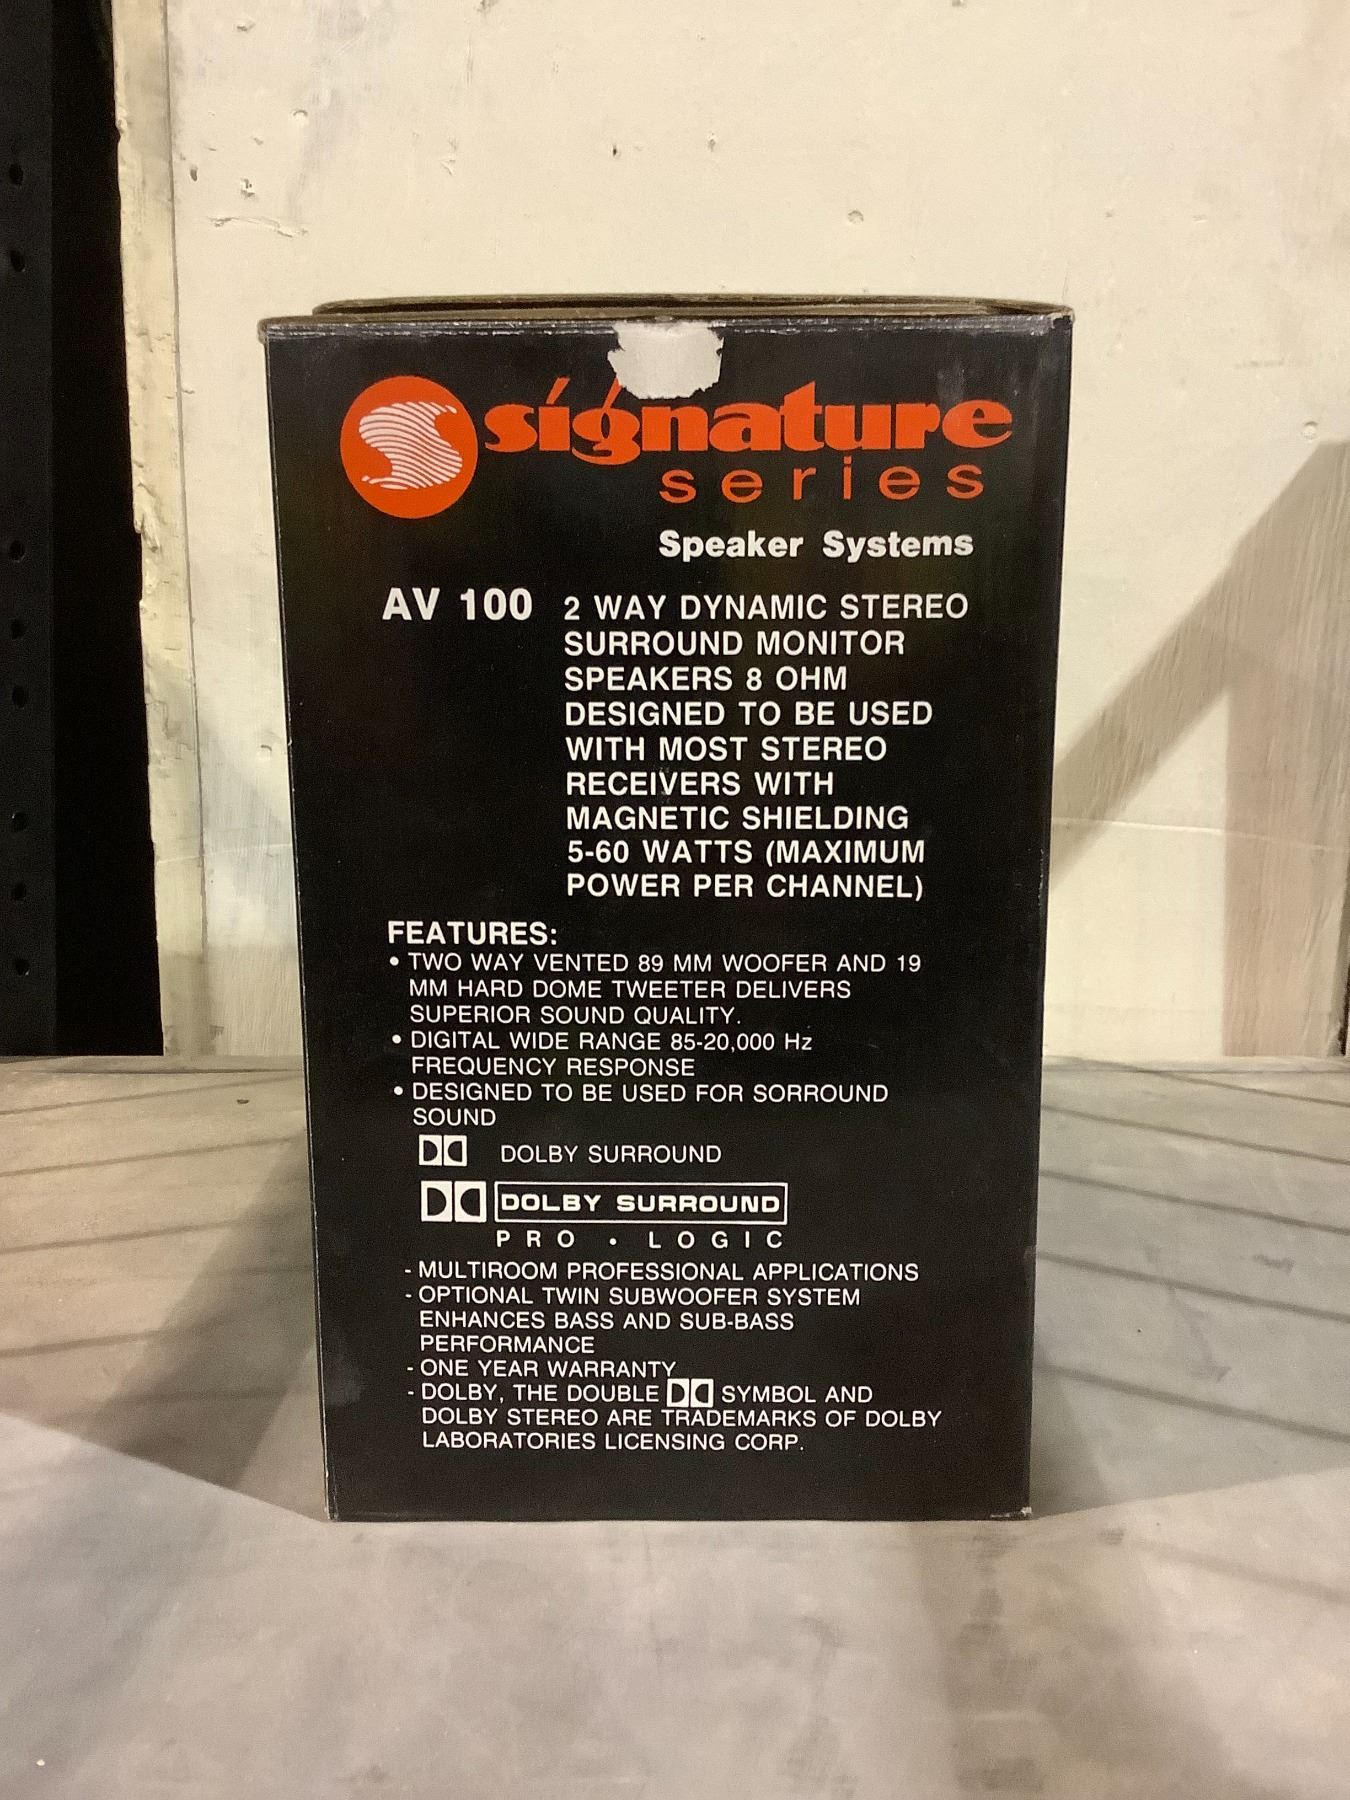 signature
series
Speaker Systems
AV 100 2 WAY DYNAMIC STEREO
SURROUND MONITOR
SPEAKERS 8 OHM
DESIGNED TO BE USED
WITH MOST STEREO
RECEIVERS WITH
MAGNETIC SHIELDING
5-60 WATTS (MAXIMUM
POWER PER CHANNEL)
FEATURES:
• TWO WAY VENTED 89 MM WOOFER AND 19
MM HARD DOME TWEETER DELIVERS
SUPERIOR SOUND QUALITY.
• DIGITAL WIDE RANGE 85-20,000 Hz
FREQUENCY RESPONSE
• DESIGNED TO BE USED FOR SORROUND
SOUND
DOLBY SURROUND
DOLBY SURROUND
PRO • LOGIC
- MULTIROOM PROFESSIONAL APPLICATIONS
- OPTIONAL TWIN SUBWOOFER SYSTEM
ENHANCES BASS AND SUB-BASS
PERFORMANCE
- ONE YEAR WARRANTY
- DOLBY, THE DOUBLE SYMBOL AND
DOLBY STEREO ARE TRADEMARKS OF DOLBY
LABORATORIES LICENSING CORP.